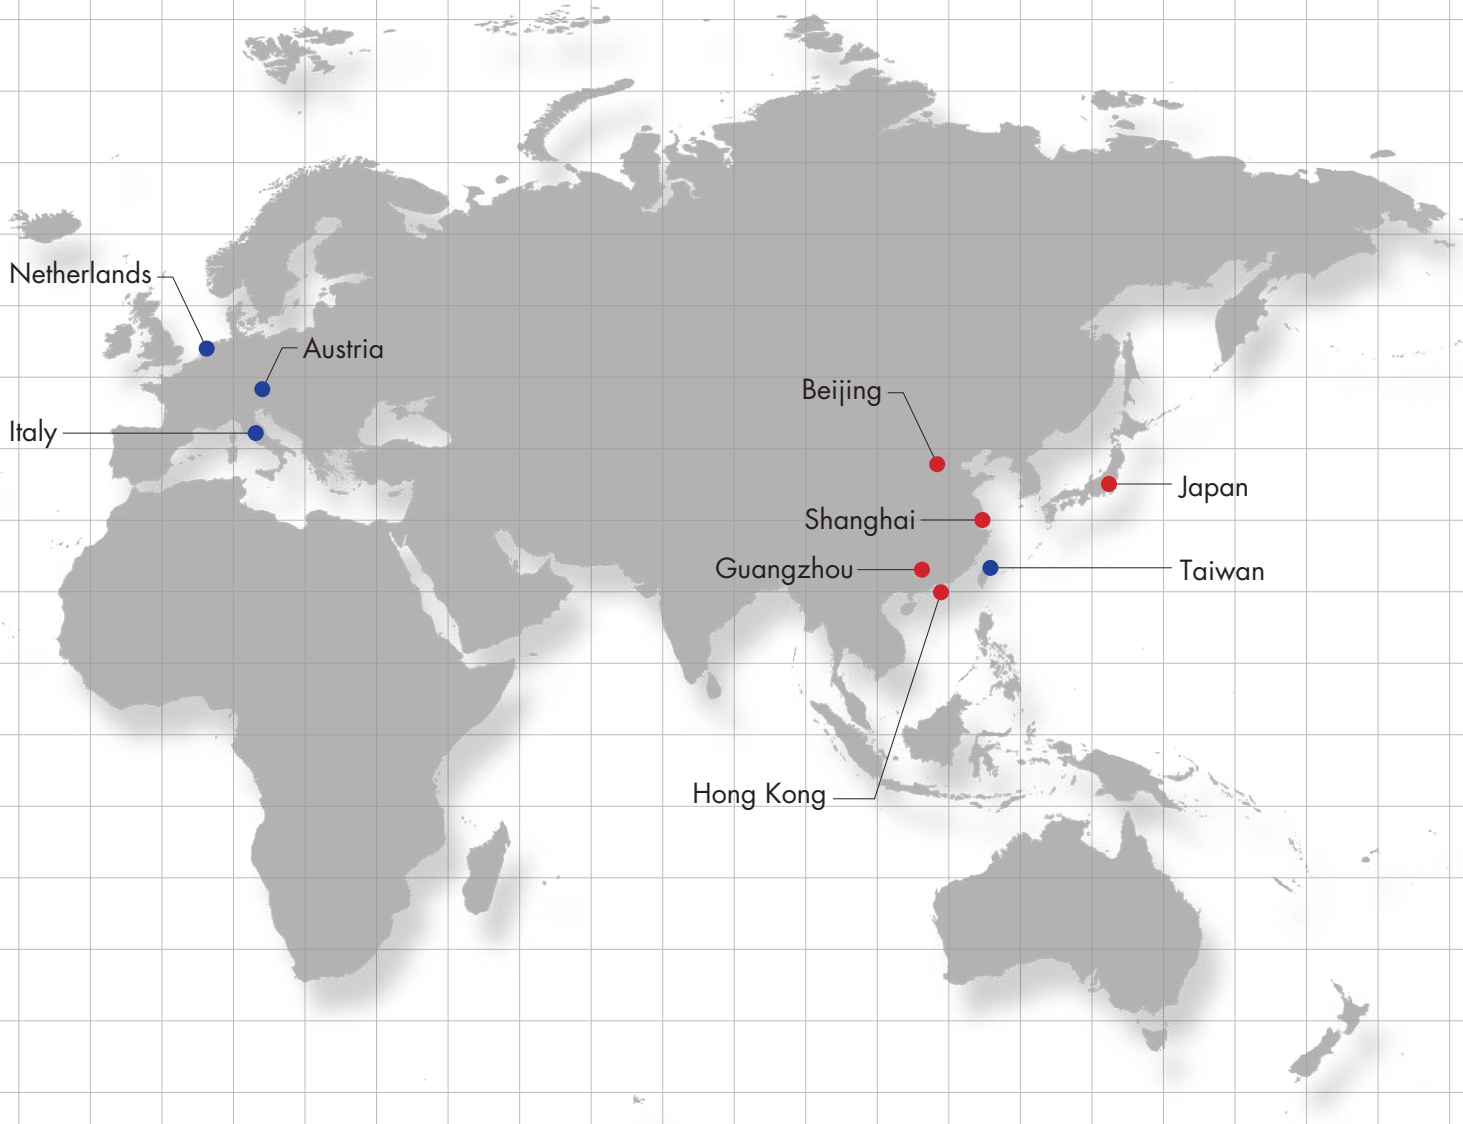 Netherlands
Austria
Beijing
Italy
Japan
Shanghai
Guangzhou
Taiwan
Hong Kong